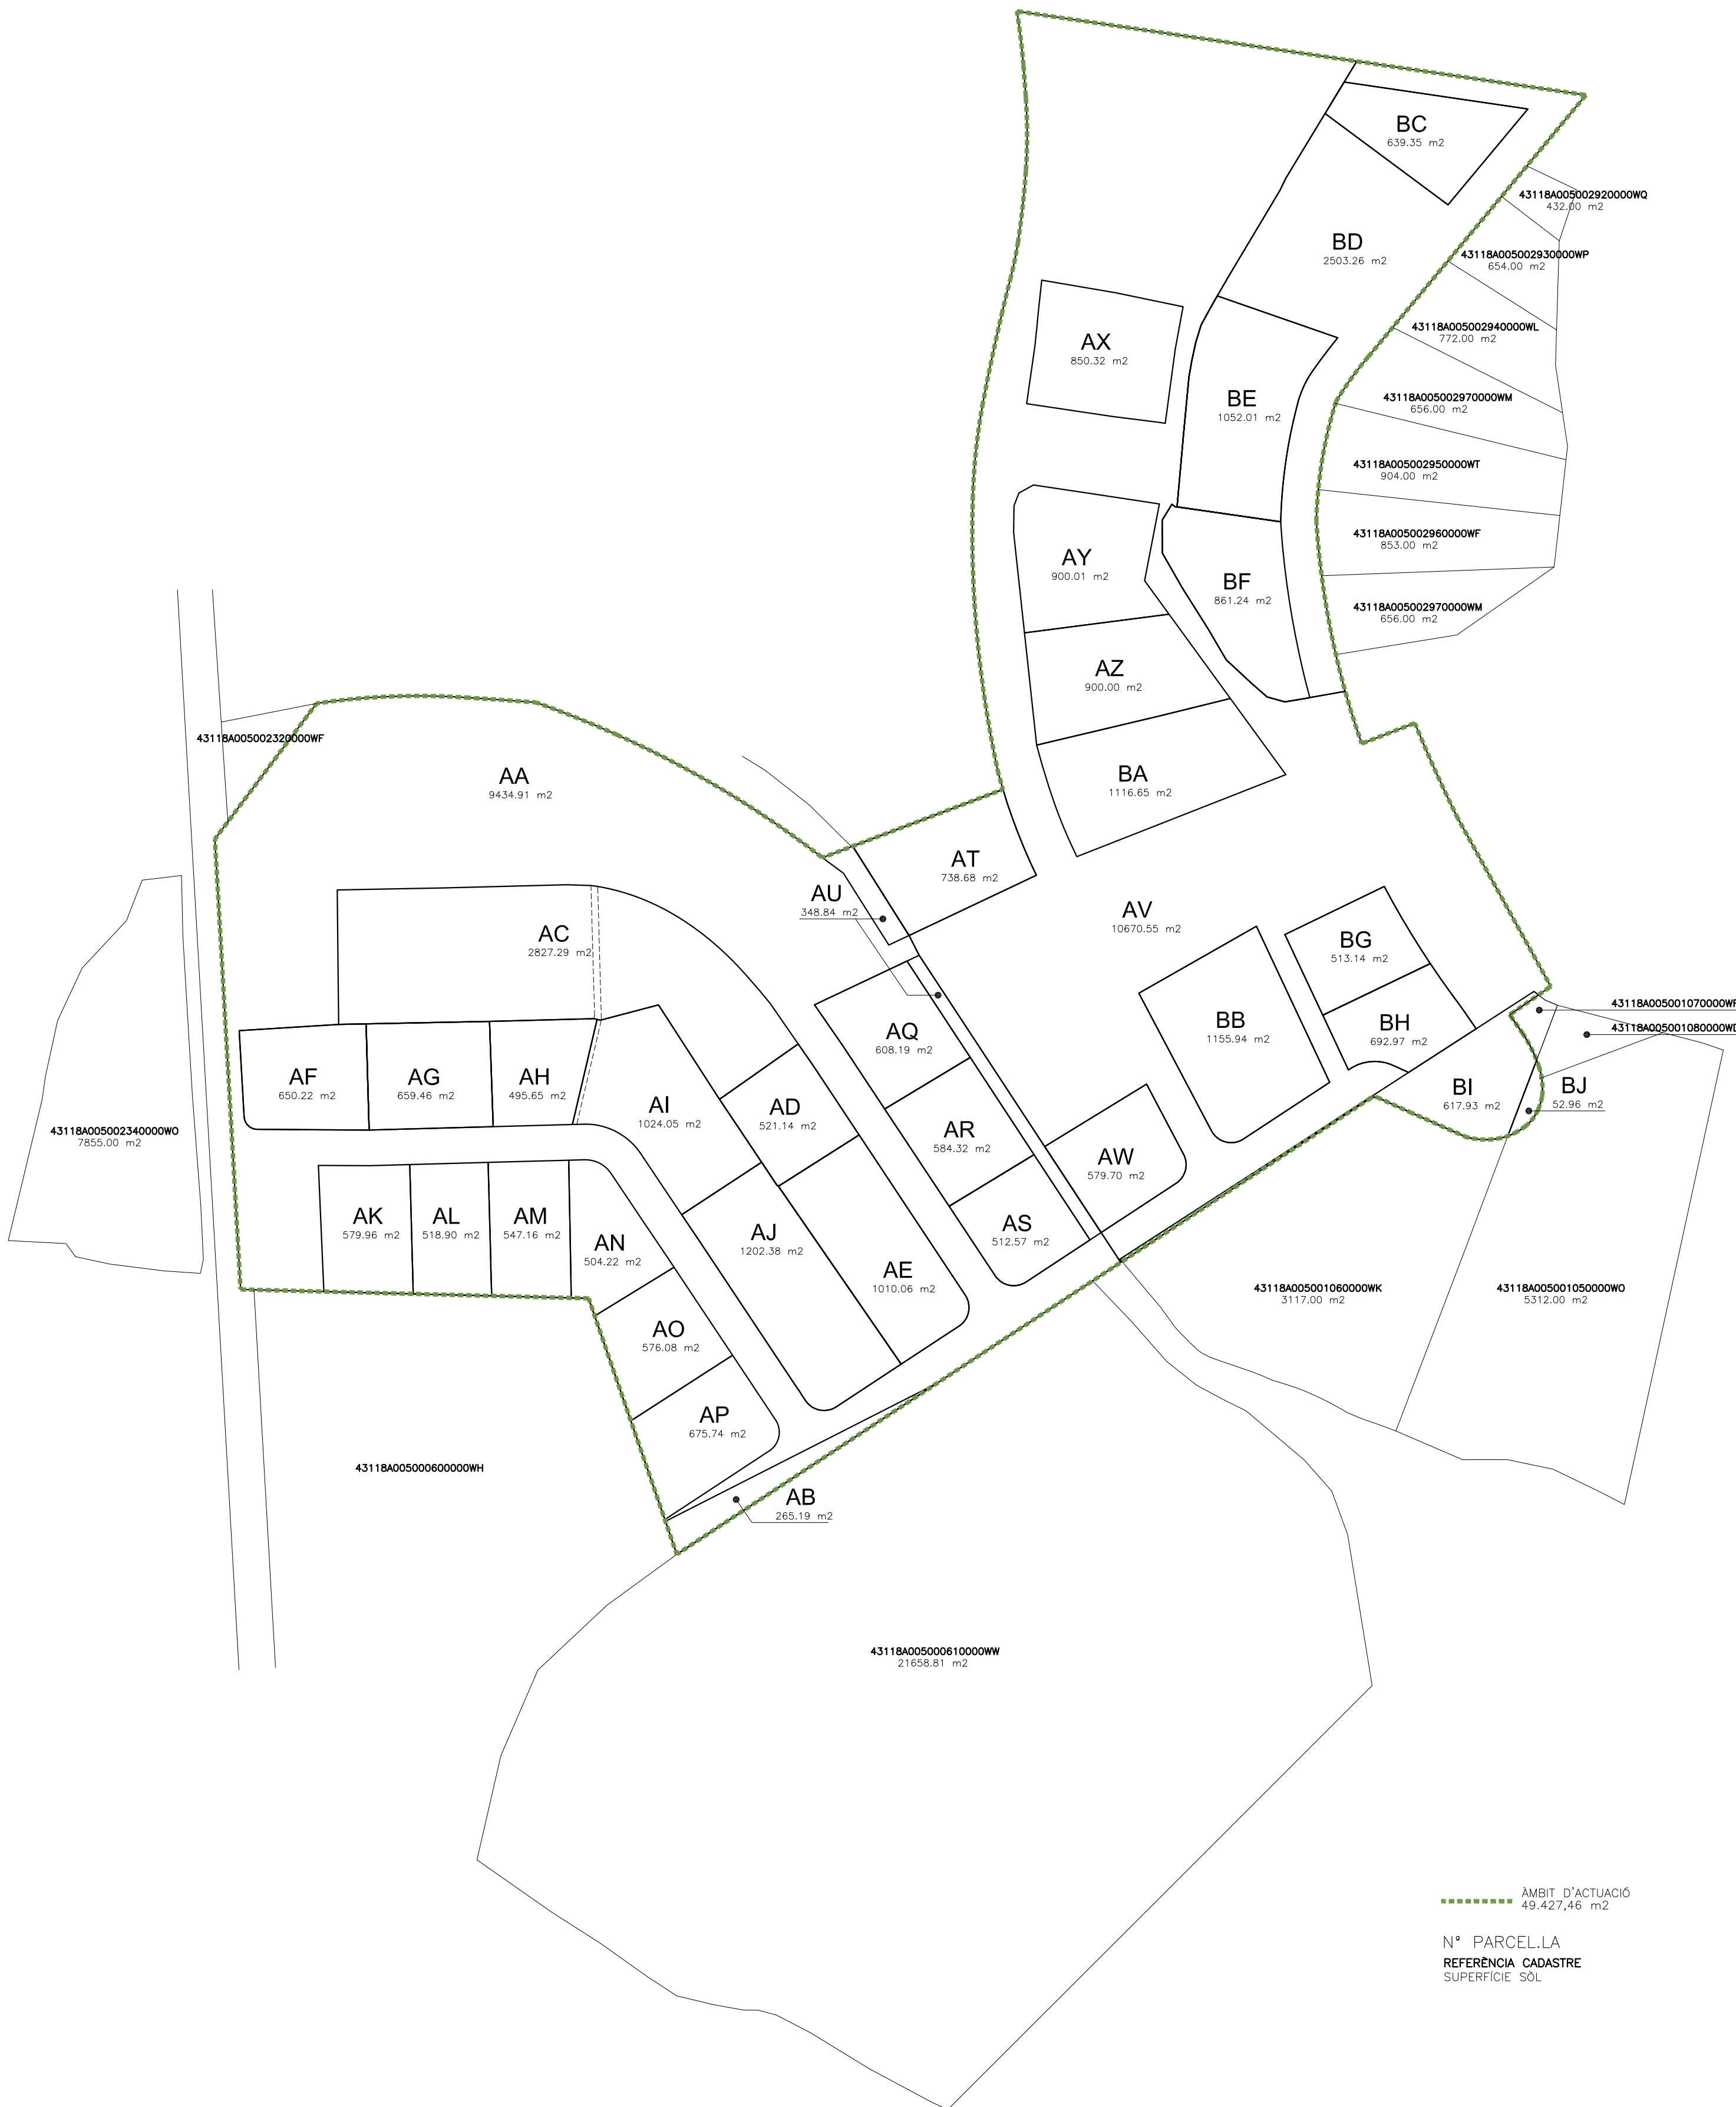 BC
639.35 m2
43118A005002920000WQ
432.00 m2
BD
2503.26 m2
43118A005002930000WP
654.00 m2
43118A005002940000WL
772.00 m2
AX
850.32 m2
BE
1052.01 m2
43118A005002970000WM
656.00 m2
43118A005002950000WT
904.00 m2
43118A005002960000WF
853.00 m2
AY
900.01 m2
BF
861.24 m2
43118A005002970000WM
656.00 m2
AZ
900.00 m2
43118A005002320000WF
AA
9434.91 m2
BA
1116.65 m2
AT
738.68 m2
AU
348.84 m2
AV
10670.55 m2
AC
2827.29 m2
BG
513.14 m2
43118A005001070000WF
43118A005001080000WD
BB
1155.94 m2
BH
692.97 m2
AQ
608.19 m2
AF
650.22 m2
AG
659.46 m2
AH
495.65 m2
AI
1024.05 m2
AD
521.14 m2
BI
617.93 m2
BJ
52.96 m2
43118A005002340000WO
7855.00 m2
AR
584.32 m2
AW
579.70 m2
AK
579.96 m2
AL
518.90 m2
AM
547.16 m2
AN
504.22 m2
AJ
1202.38 m2
AS
512.57 m2
AE
1010.06 m2
43118A005001060000WK
3117.00 m2
43118A005001050000WO
5312.00 m2
AO
576.08 m2
AP
675.74 m2
43118A005000600000WH
AB
265.19 m2
43118A005000610000WW
21658.81 m2
ÀMBIT D'ACTUACIÓ
49.427,46 m2
Nª PARCEL.LA
REFERÈNCIA CADASTRE
SUPERFÍCIE SÒL